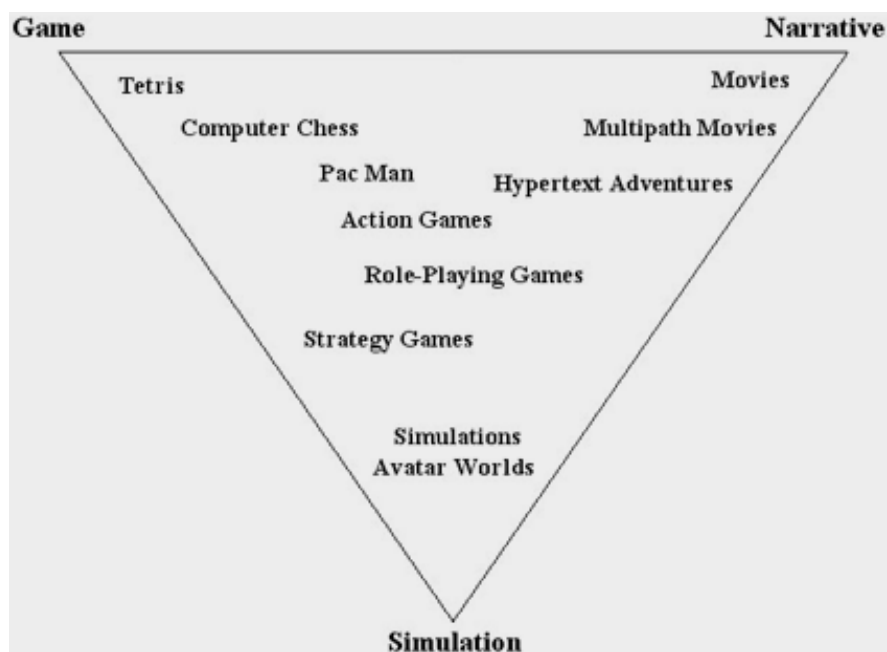 Game
Narrative
Tetris
Movies
Computer Chess
Multipath Movies
Pac Man
Hypertext Adventures
Action Games
Role-Playing Games
Strategy Games
Simulations
Avatar Worlds
Simulation